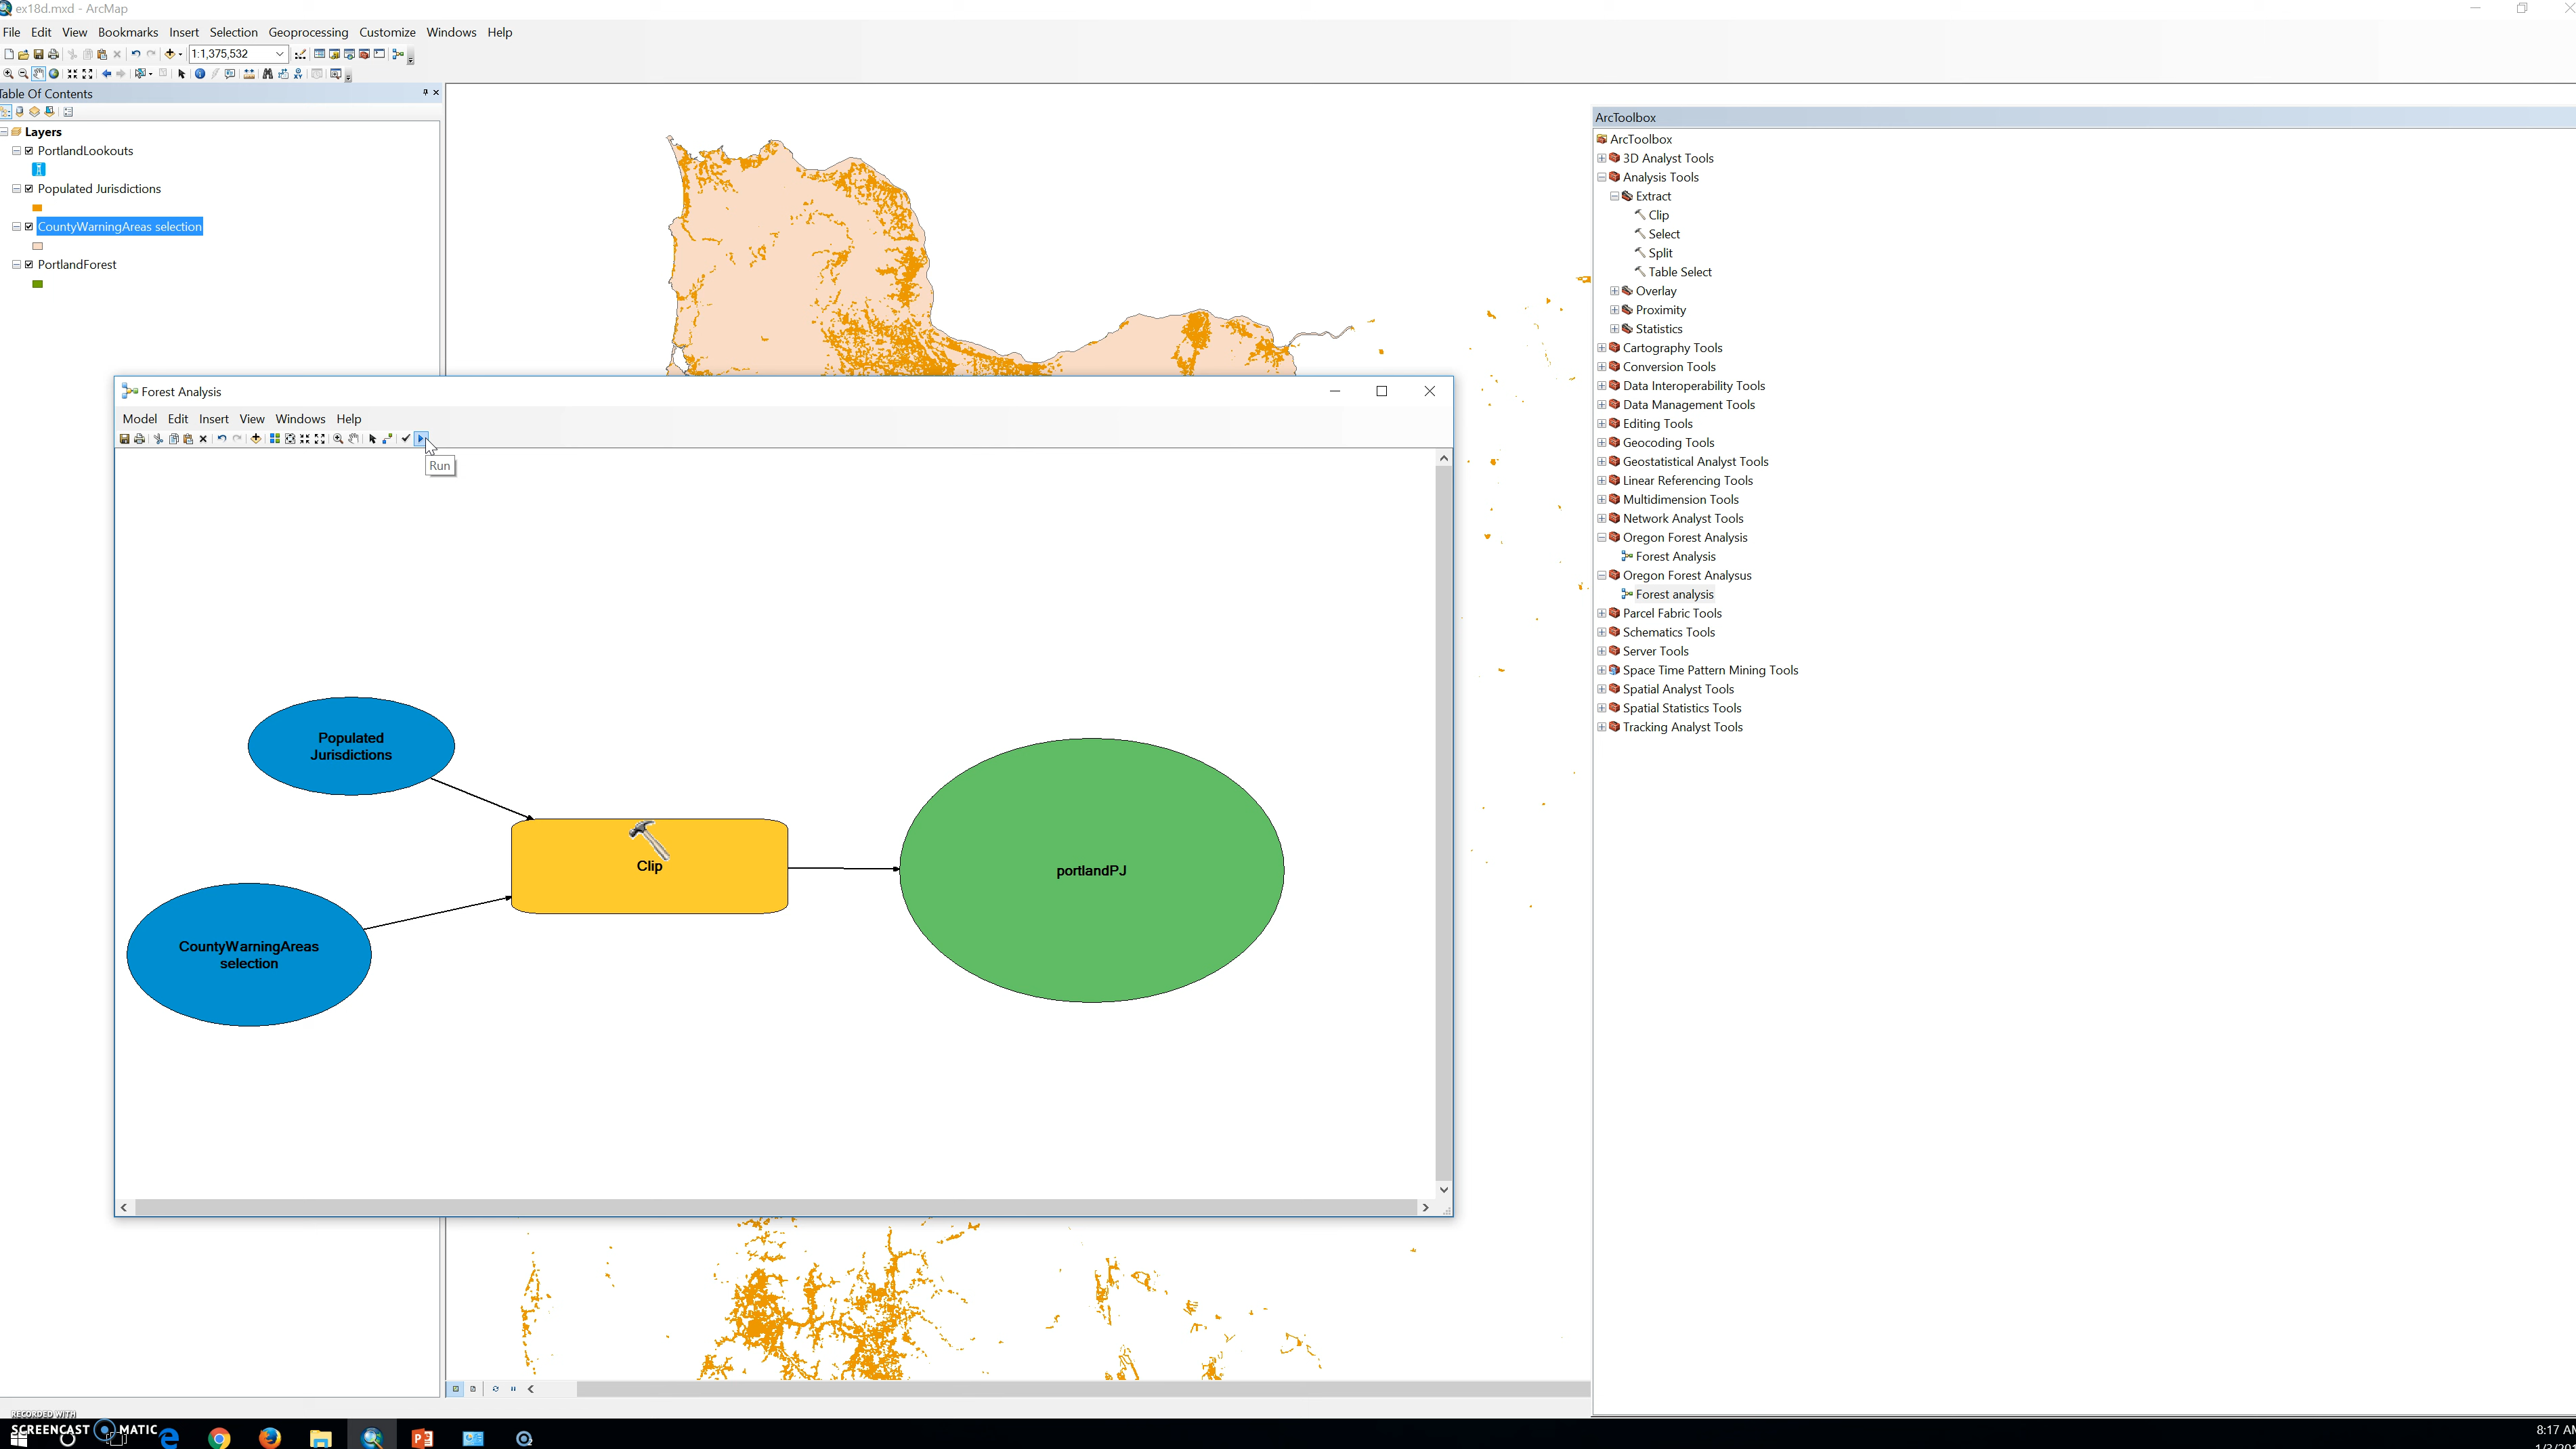 ex18d.mxd - ArcMap
File Edit View Bookmarks Insert Selection Geoprocessing Customize Windows Help
1:1,375,532
Table Of Contents
Layers
PortlandLookouts
Populated Jurisdictions
CountyWarningAreas selection
PortlandForest
Forest Analysis
Model Edit Insert View Windows Help
Run
Populated
Jurisdictions
CountyWarningAreas
selection
Clip
portlandPJ
ArcToolbox
ArcToolbox
3D Analyst Tools
Analysis Tools
Extract
Clip
Select
Split
Table Select
Overlay
Proximity
Statistics
Cartography Tools
Conversion Tools
Data Interoperability Tools
Data Management Tools
Editing Tools
Geocoding Tools
Geostatistical Analyst Tools
Linear Referencing Tools
Multidimension Tools
Network Analyst Tools
Oregon Forest Analysis
Forest Analysis
Oregon Forest Analysus
Forest analysis
Parcel Fabric Tools
Schematics Tools
Server Tools
Space Time Pattern Mining Tools
Spatial Analyst Tools
Spatial Statistics Tools
Tracking Analyst Tools
RECORDED WITH
SCREENCAST MATIC
8:17 AM